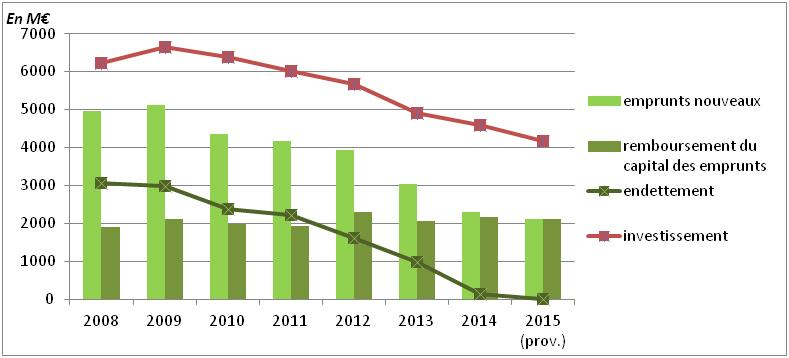 En M€
7000
6000
5000
4000
3000
2000
1000
0
2008 2009 2010 2011 2012 2013 2014 2015
(prov.)
emprunts nouveaux
remboursement du
capital des emprunts
endettement
investissement